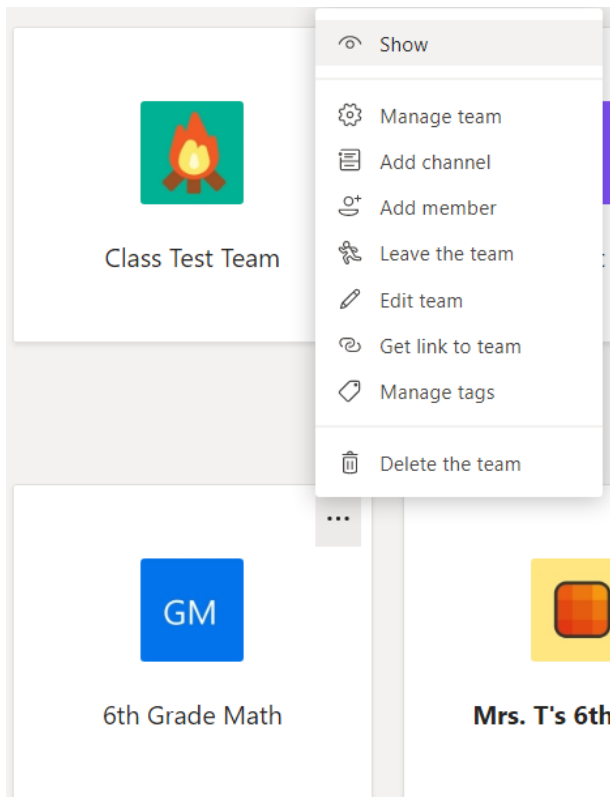 Show
Manage team
Add channel
Add member
Class Test Team
Leave the team
Edit team
Get link to team
Manage tags
Delete the team
GM
6th Grade Math
Mrs. T's 6th